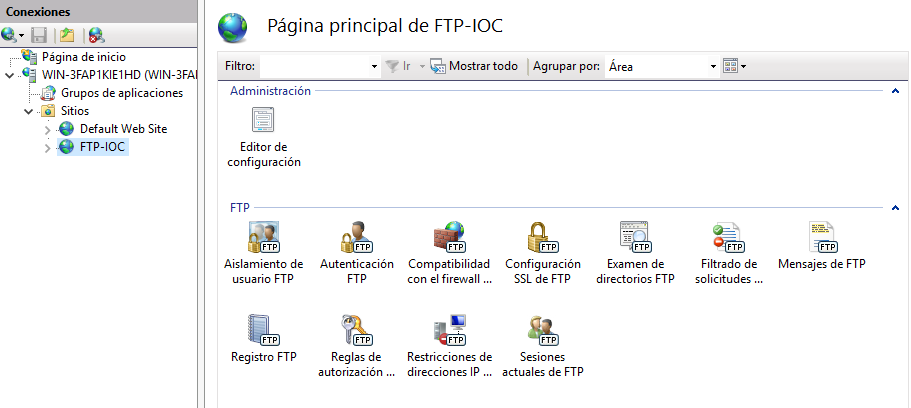 Conexiones
Página de inicio
WIN-3FAP1KIE1HD (WIN-3FAI
Grupos de aplicaciones
Sitios
Default Web Site
FTP-IOC
Página principal de FTP-IOC
Filtro:
Ir
Mostrar todo
Agrupar por:
Área
Administración
Editor de
configuración
FTP
FTP
FTP
FTP
FTP
FTP
FTP
FTP
Aislamiento de
usuario FTP
Autenticación
FTP
Compatibilidad
con el firewall ...
Configuración
SSL de FTP
Examen de
directorios FTP
Filtrado de
solicitudes ...
Mensajes de FTP
FTP
FTP
FTP
FTP
Registro FTP
Reglas de
autorización ...
Restricciones de
direcciones IP ...
Sesiones
actuales de FTP